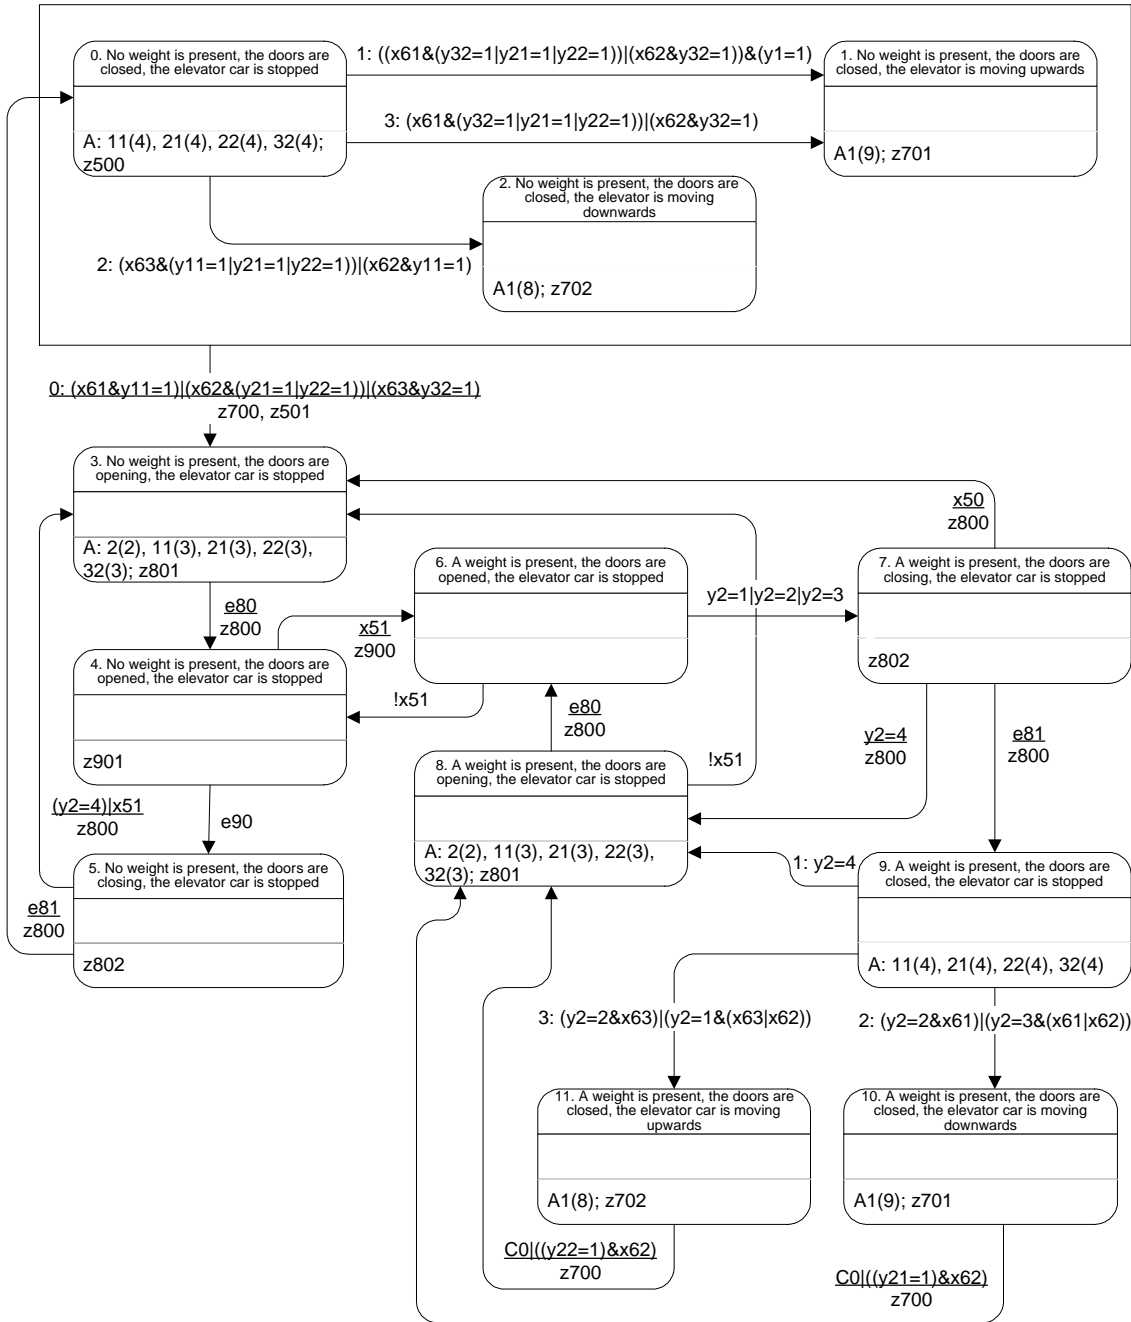 0. No weight is present, the doors are
closed, the elevator car is stopped
A: 11(4), 21(4), 22(4), 32(4);
z500
1: ((x61&(y32=1|y21=1|y22=1))|(x62&y32=1))&(y1=1)
3: (x61&(y32=1|y21=1|y22=1))|(x62&y32=1)
1. No weight is present, the doors are
closed, the elevator is moving upwards
A1(9); z701
2. No weight is present, the doors are
closed, the elevator is moving
downwards
A1(8); z702
2: (x63&(y11=1|y21=1|y22=1))|(x62&y11=1)
0: (x61&y11=1)|(x62&(y21=1|y22=1))|(x63&y32=1)
z700, z501
3. No weight is present, the doors are
opening, the elevator car is stopped
A: 2(2), 11(3), 21(3), 22(3),
32(3); z801
x50
z800
6. A weight is present, the doors are
opened, the elevator car is stopped
y2=1|y2=2|y2=3
7. A weight is present, the doors are
closing, the elevator car is stopped
z802
e80
z800
x51
z900
4. No weight is present, the doors are
opened, the elevator car is stopped
z901
!x51
e80
z800
!x51
y2=4
z800
e81
z800
8. A weight is present, the doors are
opening, the elevator car is stopped
A: 2(2), 11(3), 21(3), 22(3),
32(3); z801
(y2=4)|x51
z800
e90
1: y2=4
5. No weight is present, the doors are
closing, the elevator car is stopped
z802
e81
z800
9. A weight is present, the doors are
closed, the elevator car is stopped
A: 11(4), 21(4), 22(4), 32(4)
3: (y2=2&x63)|(y2=1&(x63|x62))
2: (y2=2&x61)|(y2=3&(x61|x62))
11. A weight is present, the doors are
closed, the elevator car is moving
upwards
A1(8); z702
10. A weight is present, the doors are
closed, the elevator car is moving
downwards
A1(9); z701
C0|((y22=1)&x62)
z700
C0|((y21=1)&x62)
z700